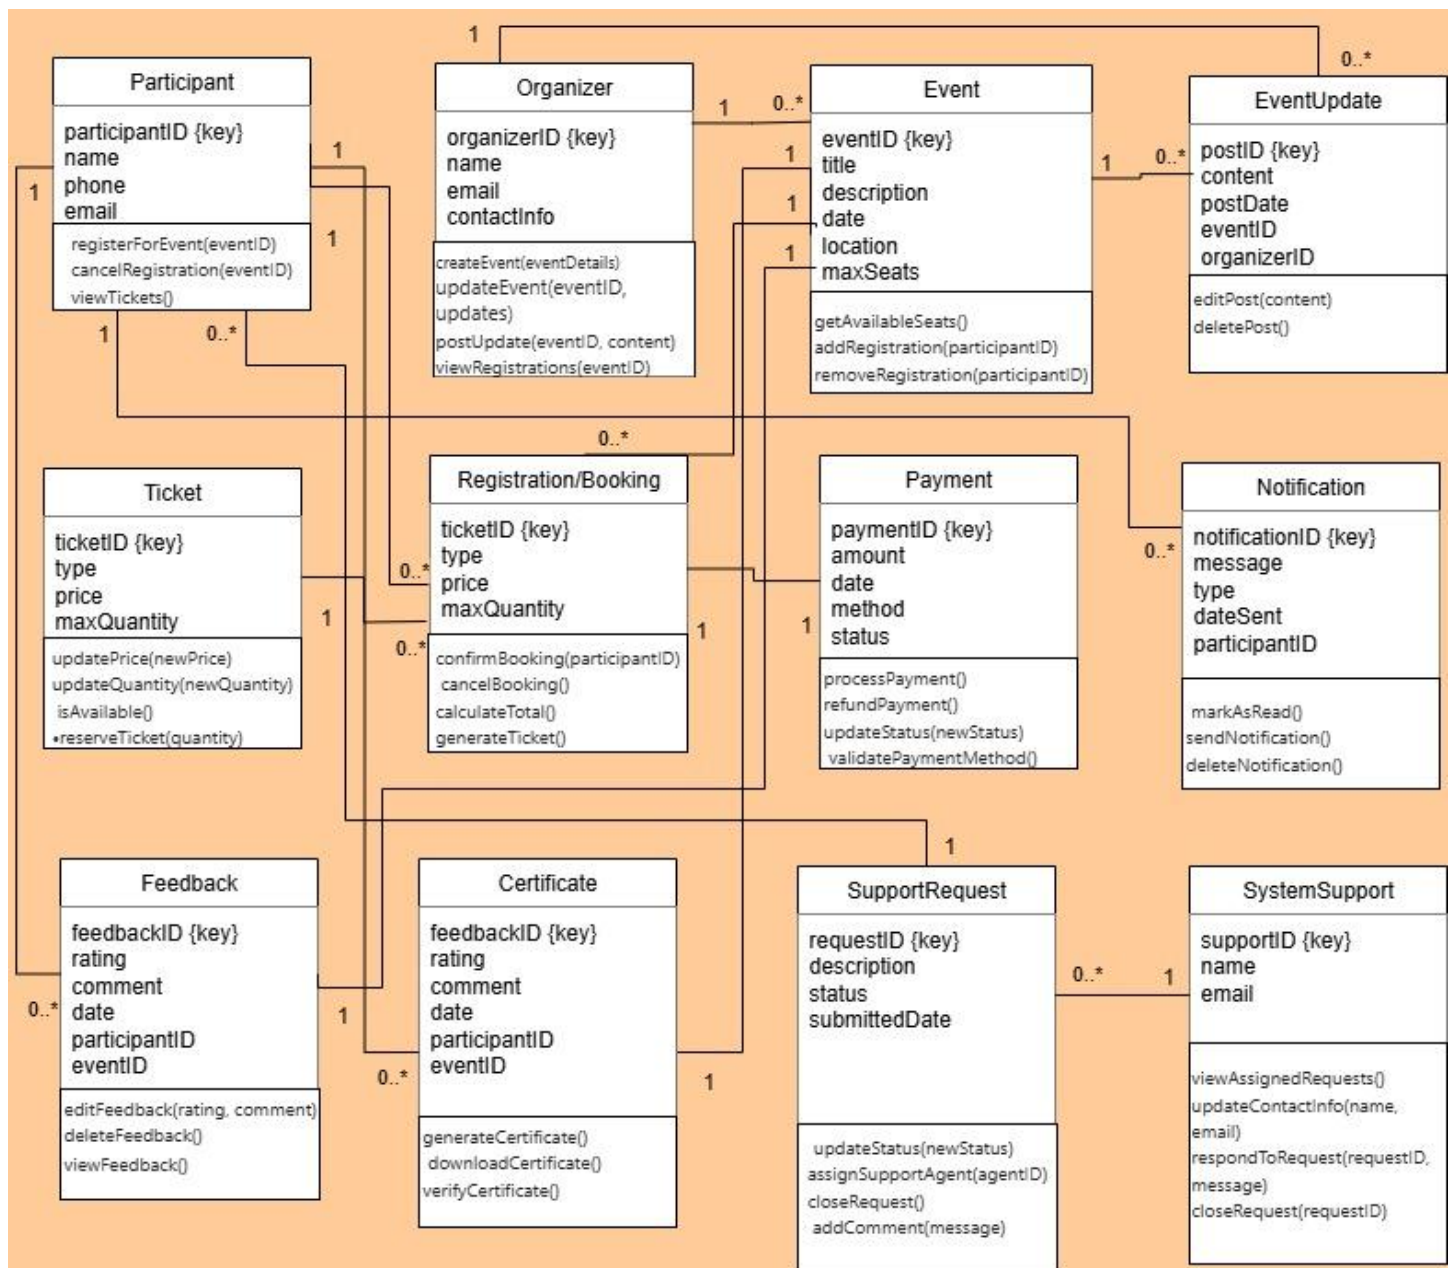 1
0..*
Participant
participantID {key}
name
phone
email
registerForEvent(eventID)
cancelRegistration(eventID)
viewTickets()
1
1
1
1
0..*
Organizer
organizerID {key}
name
email
contactInfo
createEvent(eventDetails)
updateEvent(eventID,
updates)
postUpdate(eventID, content)
viewRegistrations(eventID)
1
0..*
Event
eventID {key}
title
description
date
location
maxSeats
getAvailableSeats()
addRegistration(participantID)
removeRegistration(participantID)
1
1
1
1
0..*
EventUpdate
postID {key}
content
postDate
eventID
organizerID
editPost(content)
deletePost()
Ticket
ticketID {key}
type
price
maxQuantity
updatePrice(newPrice)
updateQuantity(newQuantity)
isAvailable()
•reserveTicket(quantity)
1
0..*
0..*
0..*
Registration/Booking
ticketID {key}
type
price
maxQuantity
confirmBooking(participantID)
cancelBooking()
calculateTotal()
generateTicket()
1
1
Payment
paymentID {key}
amount
date
method
status
processPayment()
refundPayment()
updateStatus(newStatus)
validatePaymentMethod()
0..*
Notification
notificationID {key}
message
type
dateSent
participantID
markAsRead()
sendNotification()
deleteNotification()
Feedback
feedbackID {key}
rating
comment
date
participantID
eventID
editFeedback(rating, comment)
deleteFeedback()
viewFeedback()
0..*
1
0..*
Certificate
feedbackID {key}
rating
comment
date
participantID
eventID
generateCertificate()
downloadCertificate()
verifyCertificate()
1
1
SupportRequest
requestID {key}
description
status
submittedDate
updateStatus(newStatus)
assignSupportAgent(agentID)
closeRequest()
addComment(message)
0..*
1
SystemSupport
supportID {key}
name
email
viewAssignedRequests()
updateContactInfo(name,
email)
respondToRequest(requestID,
message)
closeRequest(requestID)